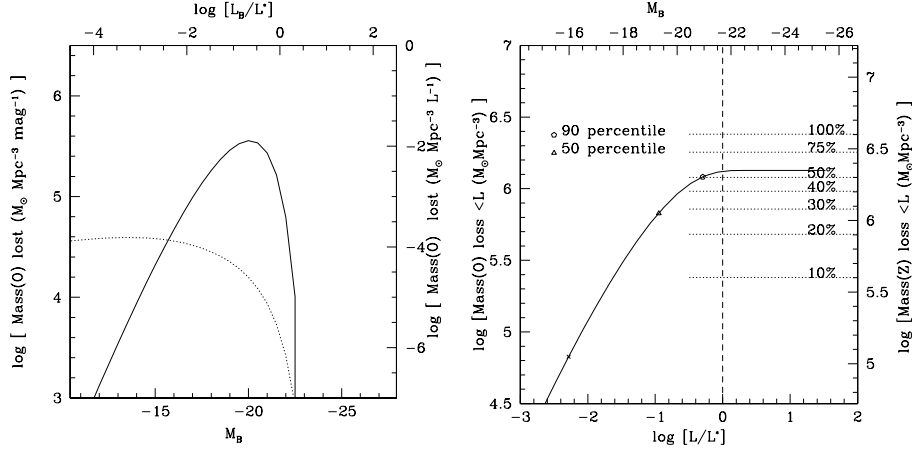 log [L_B/L*]
-4 -2 0 2
log [ Mass(O) lost (M⊙ Mpc⁻³ mag⁻¹) ]
6
5
4
3
0
-2
-4
-6
log [ Mass(O) lost (M⊙ Mpc⁻³ L⁻¹) ]
-15 -20 -25
M_B
M_B
-16 -18 -20 -22 -24 -26
log [Mass(O) loss <L (M⊙Mpc⁻³) ]
7
6.5
6
5.5
5
4.5
90 percentile
50 percentile
100%
75%
50%
40%
30%
20%
10%
7
6.5
6
5.5
5
log [Mass(Z) loss <L (M⊙Mpc⁻³) ]
-3 -2 -1 0 1 2
log [L/L*]